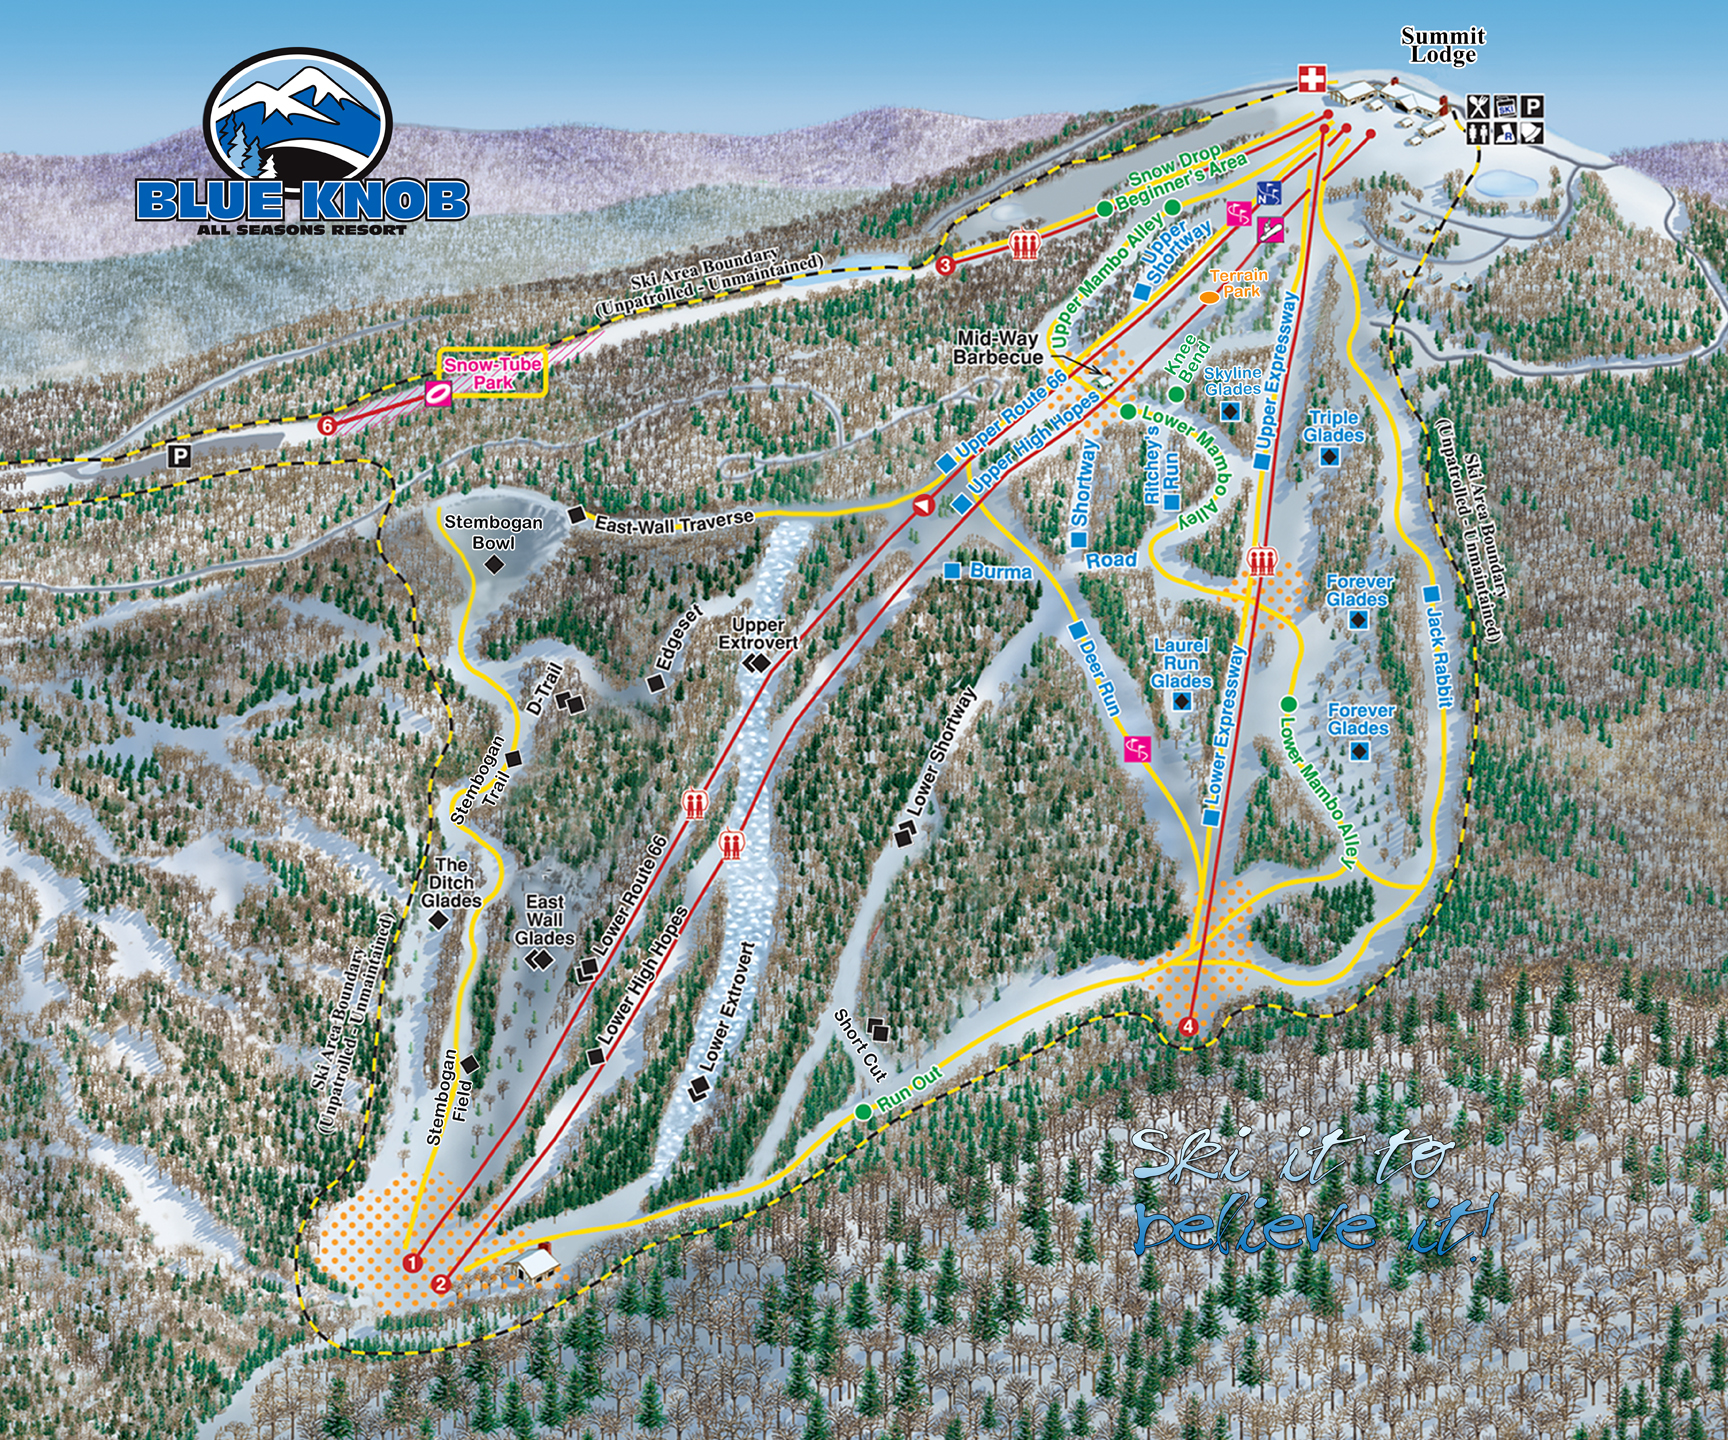 Summit
Lodge
BLUE KNOB
ALL SEASONS RESORT
P
SKI
R
Snow Drop
Beginner's Area
N
Upper Mambo Alley
Upper
Shortway
Ski Area Boundary
(Unpatrolled - Unmaintained)
3
Terrain
Park
Mid-Way
Barbecue
Knee
Bend
Skyline
Glades
Upper Expressway
Snow-Tube
Park
6
P
Upper Route 66
Upper High Hopes
Lower Mambo Alley
Triple
Glades
Ski Area Boundary
(Unpatrolled - Unmaintained)
Shortway
Ritchey's
Run
Stembogan
Bowl
East-Wall Traverse
Burma
Road
Forever
Glades
Jack Rabbit
Edgeset
Upper
Extrovert
Deer Run
Laurel
Run
Glades
D-Trail
Lower Shortway
Lower Expressway
Forever
Glades
Lower Mambo Alley
Stembogan
Trail
The
Ditch
Glades
East
Wall
Glades
Lower Route 66
Lower High Hopes
Lower Extrovert
Ski Area Boundary
(Unpatrolled - Unmaintained)
Short Cut
4
Stembogan
Field
Run Out
Ski it to
believe it!
1
2